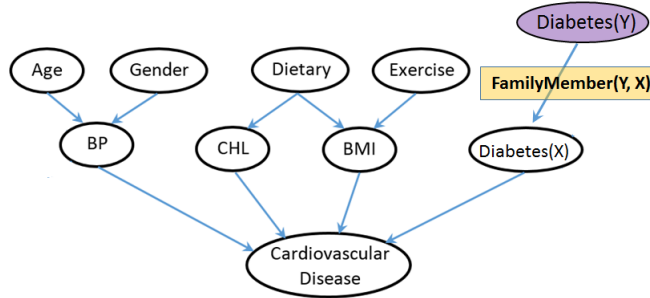 Diabetes(Y)
Age
Gender
Dietary
Exercise
FamilyMember(Y, X)
BP
CHL
BMI
Diabetes(X)
Cardiovascular
Disease